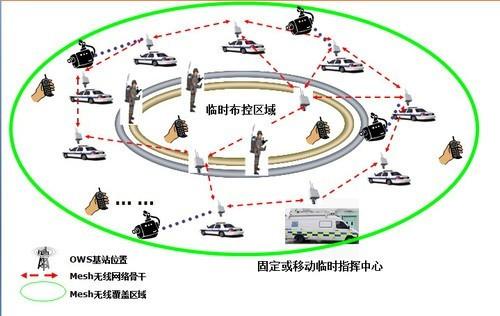 临时布控区域
... ...
固定或移动临时指挥中心
OWS基站位置
Mesh无线网络骨干
Mesh无线覆盖区域